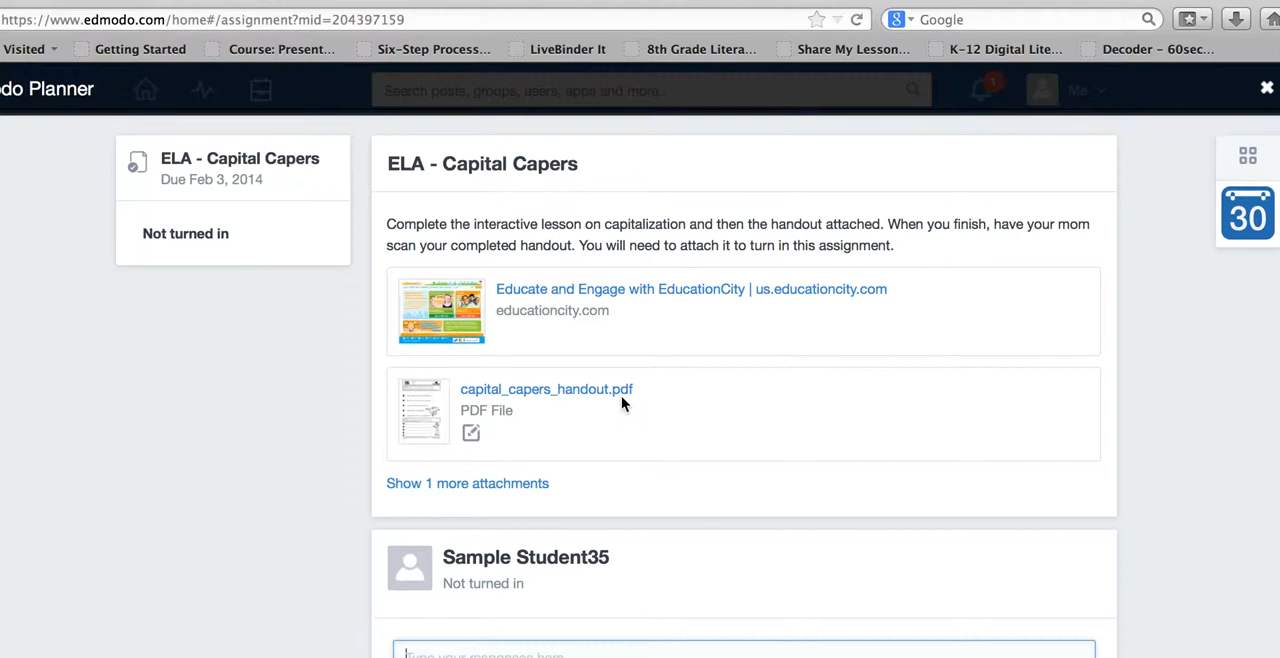 https://www.edmodo.com/home#/assignment?mid=204397159
Google
Visited
Getting Started
Course: Present...
Six-Step Process...
LiveBinder It
8th Grade Litera...
Share My Lesson...
K-12 Digital Lite...
Decoder - 60sec...
do Planner
Search posts, groups, users, apps and more..
1
Me
ELA - Capital Capers
Due Feb 3, 2014
Not turned in
ELA - Capital Capers
Complete the interactive lesson on capitalization and then the handout attached. When you finish, have your mom
scan your completed handout. You will need to attach it to turn in this assignment.
Educate and Engage with EducationCity | us.educationcity.com
educationcity.com
capital_capers_handout.pdf
PDF File
Show 1 more attachments
30
Sample Student35
Not turned in
Type your responses here